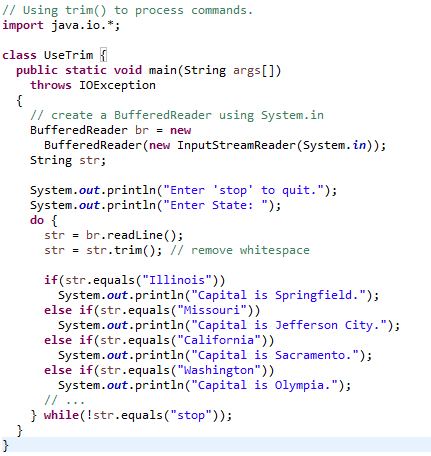 // Using trim() to process commands.
import java.io.*;

class UseTrim {
  public static void main(String args[])
    throws IOException
  {
    // create a BufferedReader using System.in
    BufferedReader br = new
      BufferedReader(new InputStreamReader(System.in));
    String str;

    System.out.println("Enter 'stop' to quit.");
    System.out.println("Enter State: ");
    do {
      str = br.readLine();
      str = str.trim(); // remove whitespace

      if(str.equals("Illinois"))
        System.out.println("Capital is Springfield.");
      else if(str.equals("Missouri"))
        System.out.println("Capital is Jefferson City.");
      else if(str.equals("California"))
        System.out.println("Capital is Sacramento.");
      else if(str.equals("Washington"))
        System.out.println("Capital is Olympia.");
      // ...
    } while(!str.equals("stop"));
  }
}